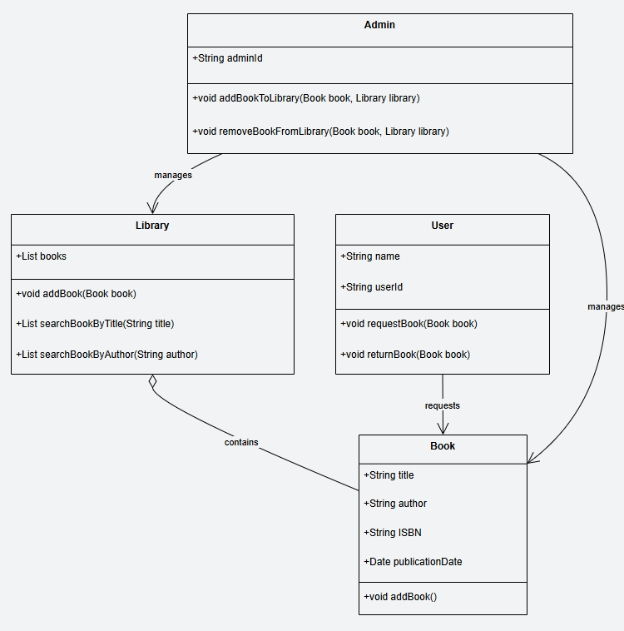 Admin
+String adminId
+void addBookToLibrary(Book book, Library library)
+void removeBookFromLibrary(Book book, Library library)
manages
manages
Library
+List books
+void addBook(Book book)
+List searchBookByTitle(String title)
+List searchBookByAuthor(String author)
User
+String name
+String userId
+void requestBook(Book book)
+void returnBook(Book book)
requests
contains
Book
+String title
+String author
+String ISBN
+Date publicationDate
+void addBook()